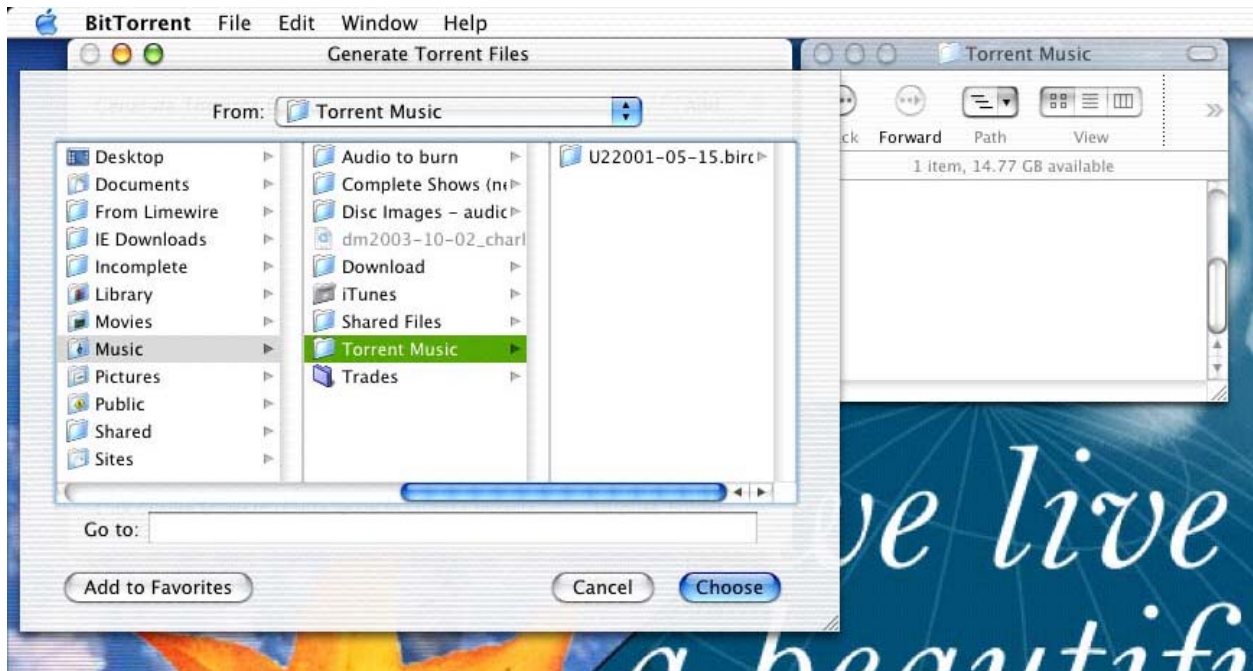 BitTorrent File Edit Window Help
Generate Torrent Files
Torrent Music
From: Torrent Music
ck Forward Path View
1 item, 14.77 GB available
Desktop
Documents
From Limewire
IE Downloads
Incomplete
Library
Movies
Music
Pictures
Public
Shared
Sites
Audio to burn
Complete Shows (ne
Disc Images - audic
dm2003-10-02_charl
Download
iTunes
Shared Files
Torrent Music
Trades
U22001-05-15.birc
Go to:
Add to Favorites Cancel Choose
ve live
a beautif